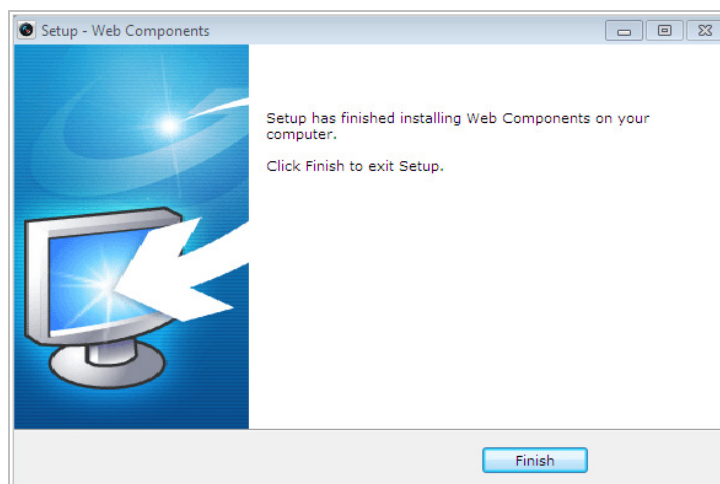 Setup - Web Components
Setup has finished installing Web Components on your
computer.
Click Finish to exit Setup.
Finish